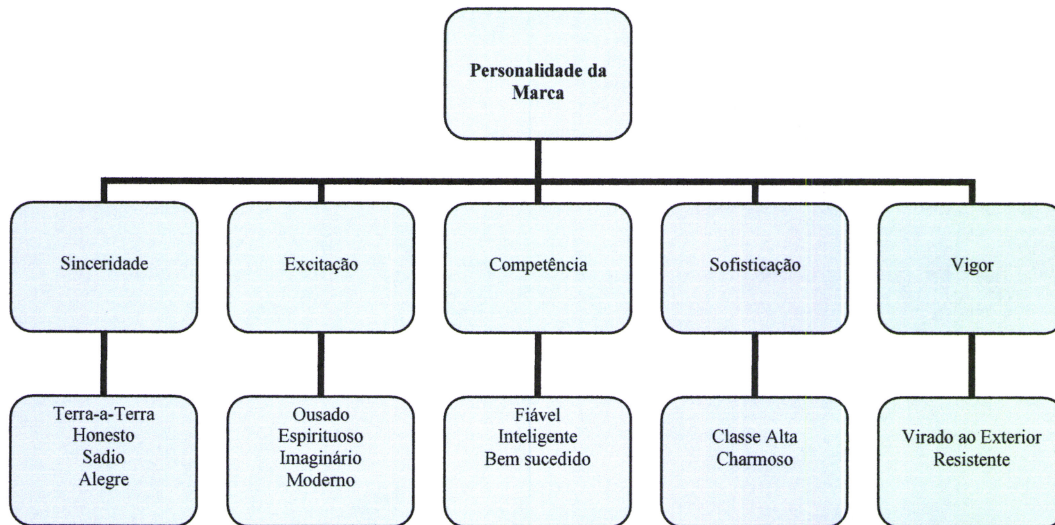 Personalidade da
Marca
Sinceridade
Excitação
Competência
Sofisticação
Vigor
Terra-a-Terra
Honesto
Sadio
Alegre
Ousado
Espirituoso
Imaginário
Moderno
Fiável
Inteligente
Bem sucedido
Classe Alta
Charmoso
Virado ao Exterior
Resistente